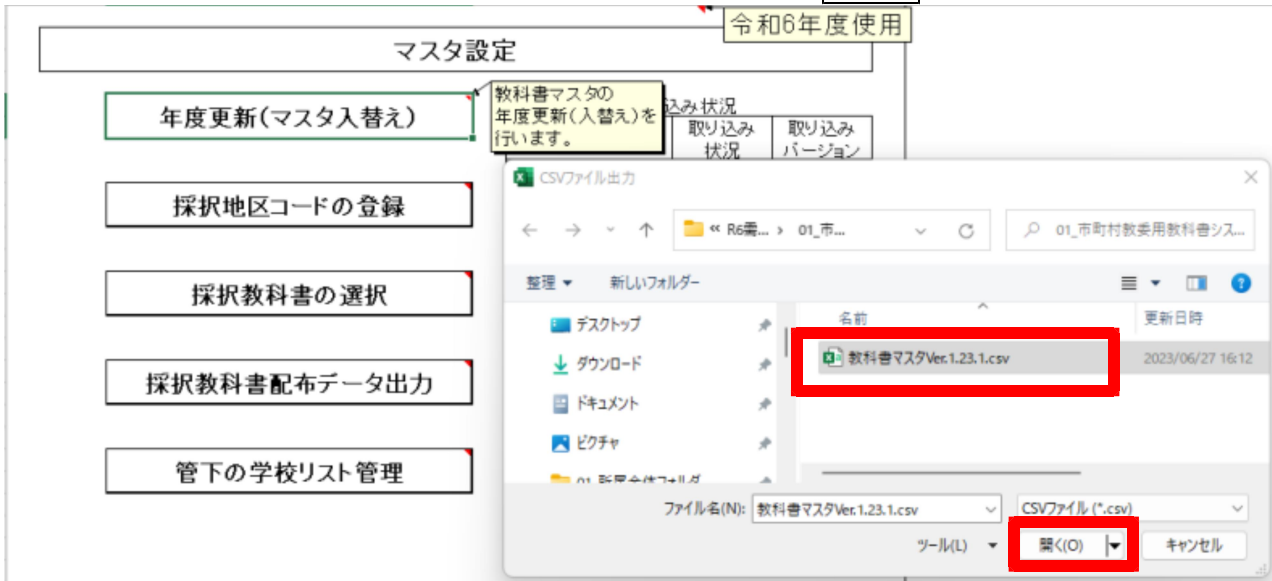 令和6年度使用
マスタ設定
年度更新(マスタ入替え)
教科書マスタの
年度更新(入替え)を
行います。
込み状況
取り込み
状況
取り込み
バージョン
採択地区コードの登録
採択教科書の選択
採択教科書配布データ出力
管下の学校リスト管理
CSVファイル出力
« R6需... › 01_市...
01_市町村教委用教科書シス...
整理
新しいフォルダー
名前
更新日時
デスクトップ
教科書マスタVer.1.23.1.csv
2023/06/27 16:12
ダウンロード
ドキュメント
ピクチャ
ファイル名(N):
教科書マスタVer.1.23.1.csv
CSVファイル (*.csv)
ツール(L)
開く(O)
キャンセル